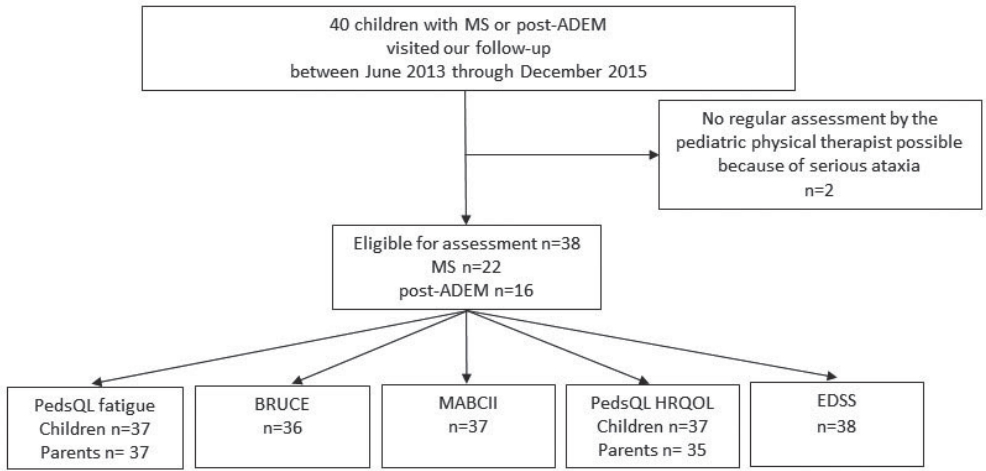 40 children with MS or post-ADEM
visited our follow-up
between June 2013 through December 2015
No regular assessment by the
pediatric physical therapist possible
because of serious ataxia
n=2
Eligible for assessment n=38
MS n=22
post-ADEM n=16
PedsQL fatigue
Children n=37
Parents n= 37
BRUCE
n=36
MABCII
n=37
PedsQL HRQOL
Children n=37
Parents n= 35
EDSS
n=38